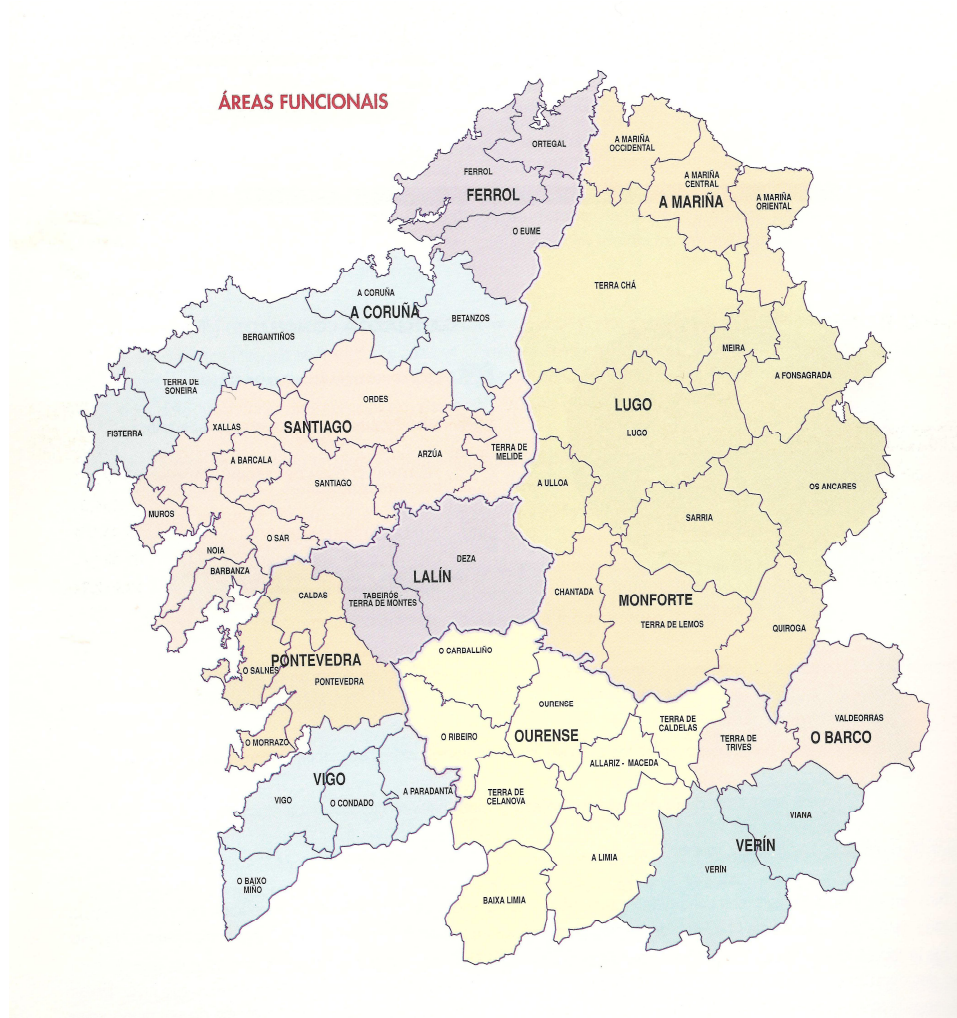 ÁREAS FUNCIONAIS
ORTEGAL
A MARIÑA
OCCIDENTAL
FERROL
FERROL
A MARIÑA
CENTRAL
A MARIÑA
A MARIÑA
ORIENTAL
O EUME
TERRA CHÁ
A CORUÑA
A CORUÑA
BETANZOS
BERGANTIÑOS
MEIRA
A FONSAGRADA
TERRA DE
SONEIRA
ORDES
LUGO
LUCO
FISTERRA
XALLAS
SANTIAGO
ARZÚA
TERRA DE
MELIDE
A BARCALA
SANTIAGO
A ULLOA
OS ANCARES
MUROS
SARRIA
O SAR
NOIA
BARBANZA
DEZA
LALÍN
CALDAS
TABEIRÓS
TERRA DE MONTES
CHANTADA
MONFORTE
TERRA DE LEMOS
QUIROGA
O CARBALLIÑO
PONTEVEDRA
O SALNÉS
PONTEVEDRA
OURENSE
TERRA DE
CALDELAS
VALDEORRAS
O BARCO
O MORRAZO
O RIBEIRO
OURENSE
TERRA DE
TRIVES
ALLARIZ - MACEDA
VIGO
VIGO
O CONDADO
A PARADANTA
TERRA DE
CELANOVA
VIANA
VERÍN
VERÍN
A LIMIA
O BAIXO
MIÑO
BAIXA LIMIA